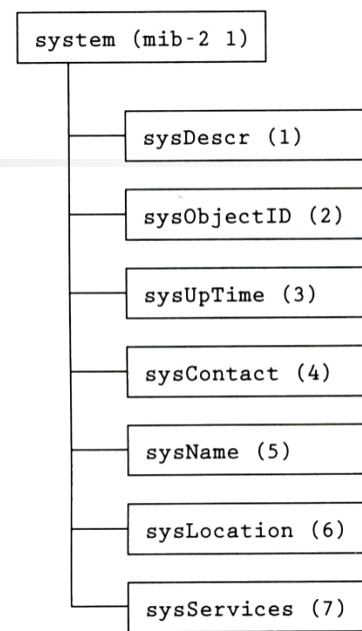 system (mib-2 1)
sysDescr (1)
sysObjectID (2)
sysUpTime (3)
sysContact (4)
sysName (5)
sysLocation (6)
sysServices (7)